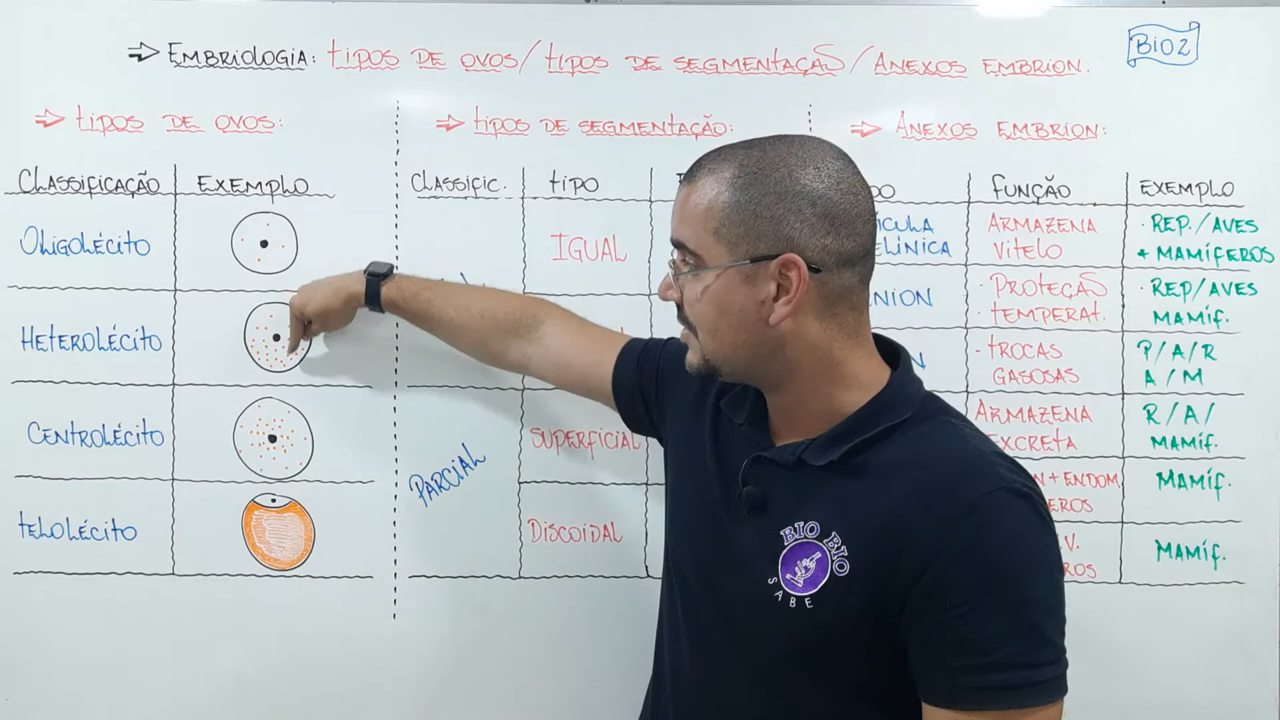 ⇒ EMBRIOLOGIA: TIPOS DE OVOS/TIPOS DE SEGMENTAÇÃO/ANEXOS EMBRION.
BIO2
⇒ TIPOS DE OVOS:
CLASSIFICAÇÃO EXEMPLO
OLIGOLÉCITO
HETEROLÉCITO
CENTROLÉCITO
TELOLÉCITO
⇒ TIPOS DE SEGMENTAÇÃO:
CLASSIFIC. TIPO
IGUAL
PARCIAL
SUPERFICIAL
DISCOIDAL
⇒ ANEXOS EMBRION:
FUNÇÃO EXEMPLO
ARMAZENA · REP./AVES
VITELO * MAMÍFEROS
· PROTEÇÃO · REP/AVES
· TEMPERAT. MAMÍF.
· TROCAS P/A/R
GASOSAS A/M
ARMAZENA R/A/
EXCRETA MAMÍF.
+ ENDOM MAMÍF.
MAMÍF.
BIO BIO
SABE